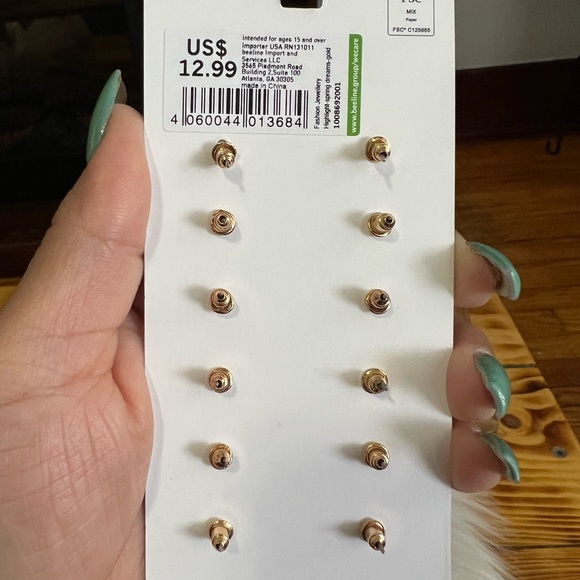 FSC
MIX
Paper
FSC® C125685
US$
12.99
Intended for ages 15 and over
Importer USA RN131011
beeline Import and
Services LLC
3565 Piedmont Road
Building 2,Suite 100
Atlanta, GA 30305
made in China
4 060044 013684
Fashion Jewellery
Highlight-spring dreams-gold
1008692001
www.beeline.group/wecare